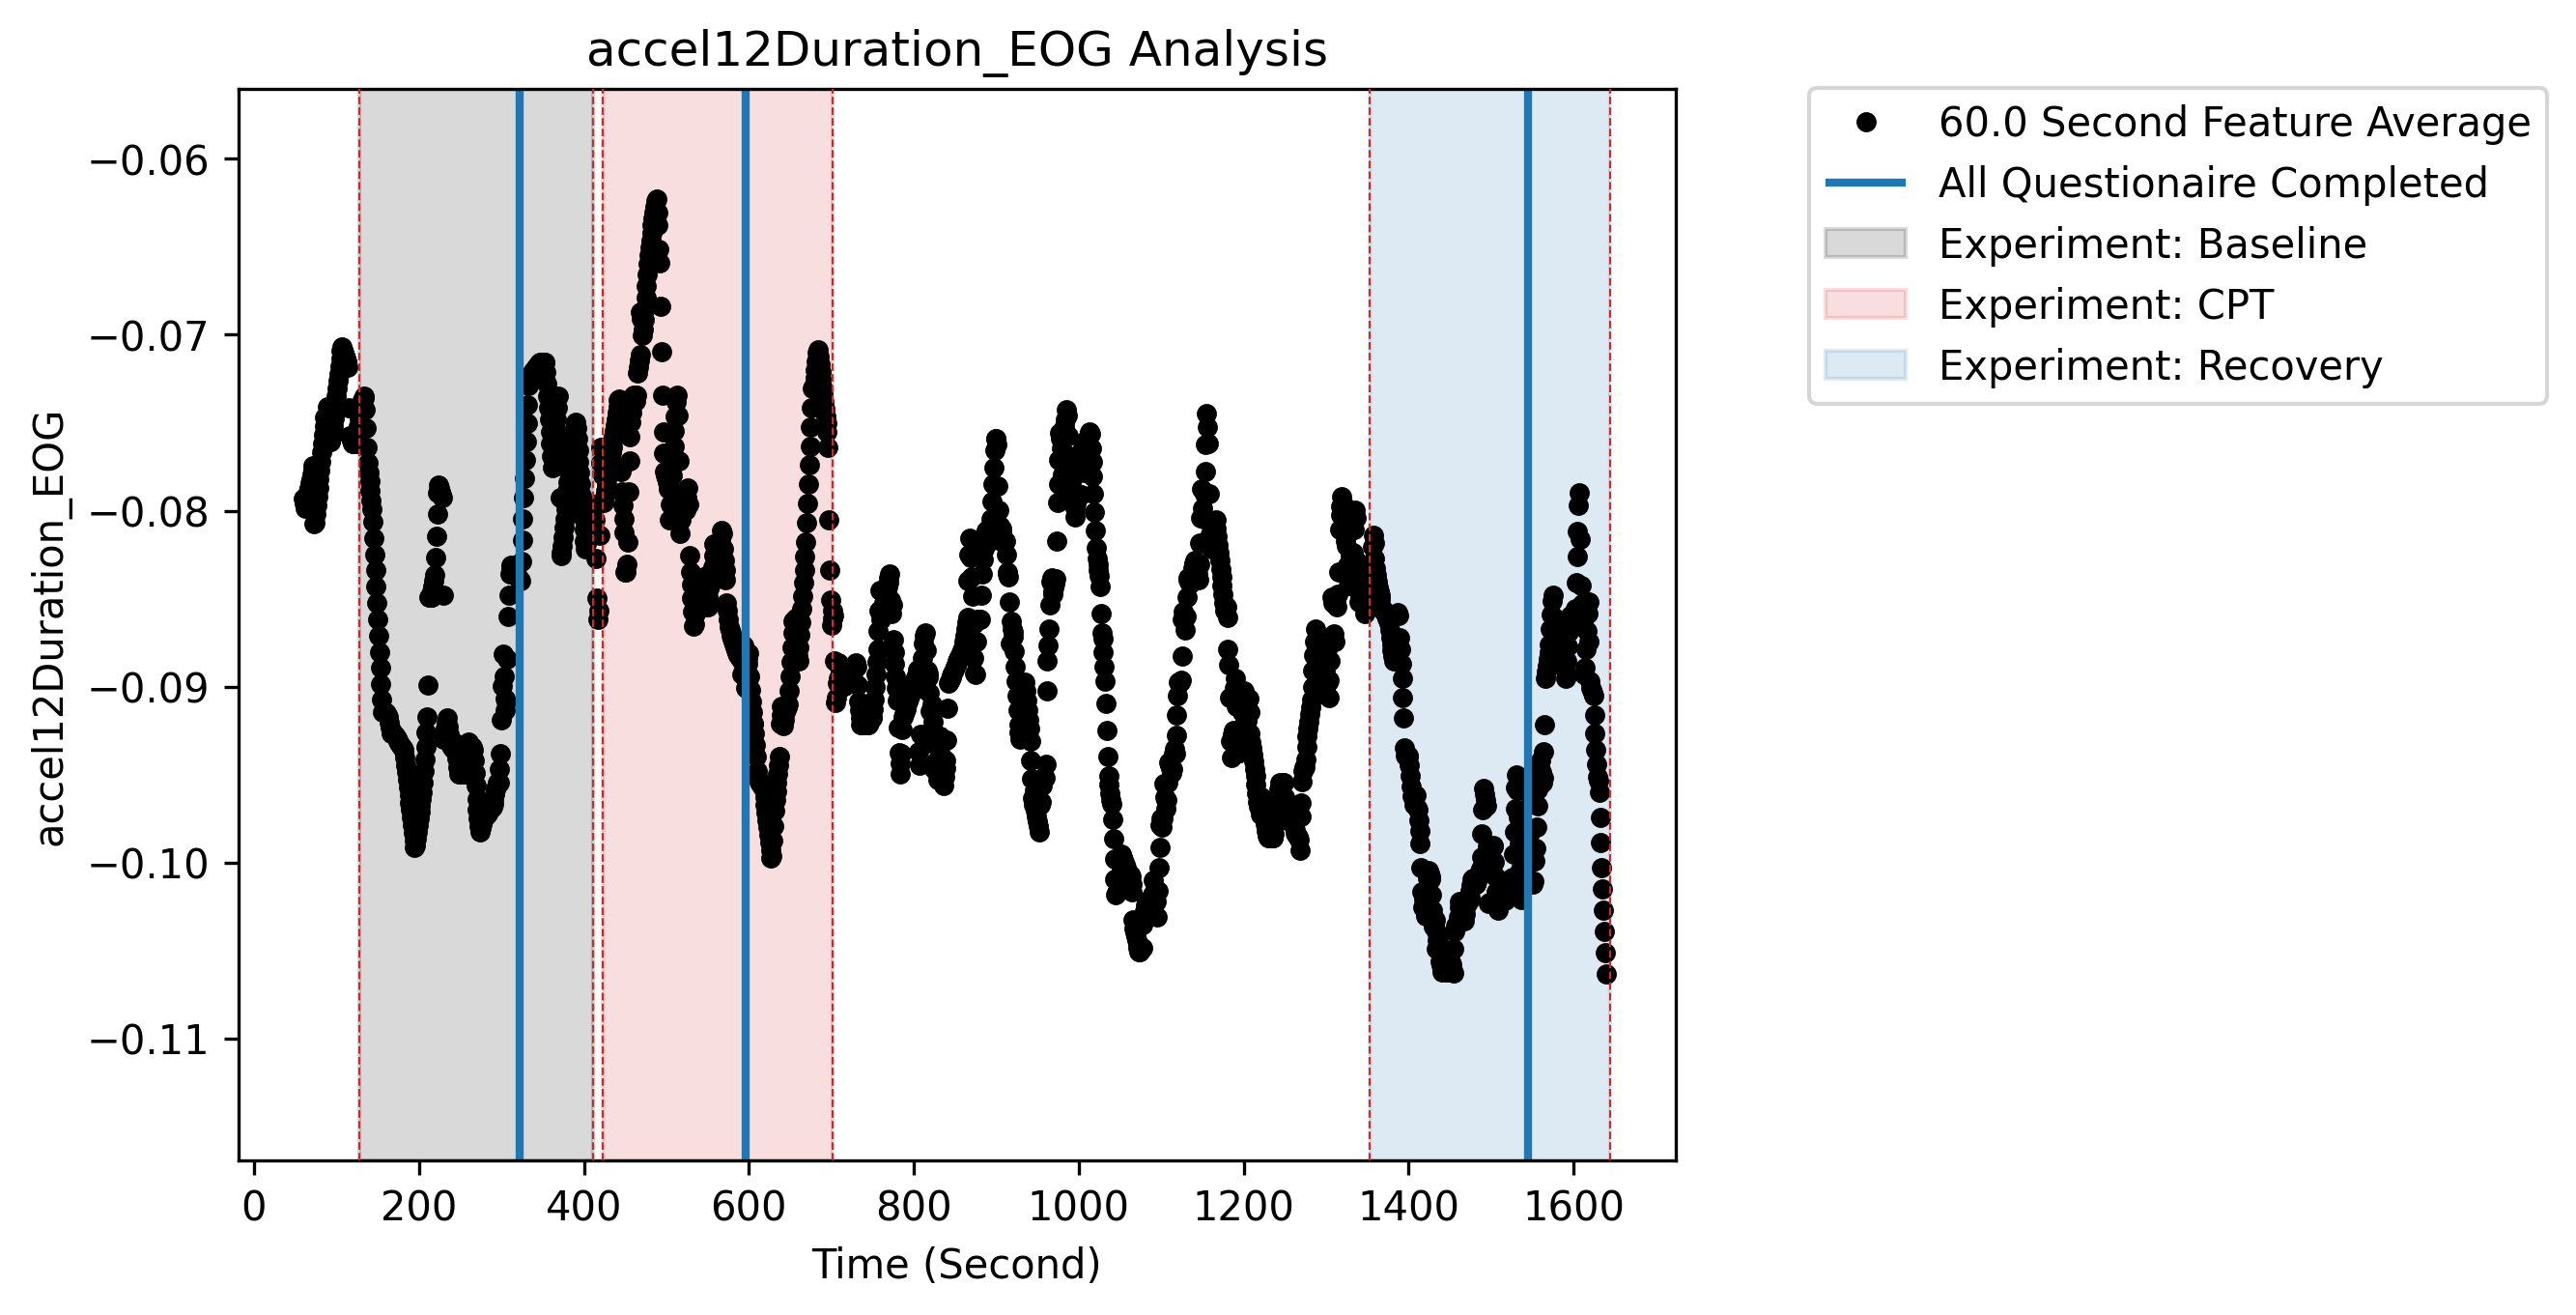 accel12Duration_EOG Analysis
accel12Duration_EOG
−0.06
−0.07
−0.08
−0.09
−0.10
−0.11
0 200 400 600 800 1000 1200 1400 1600
Time (Second)
60.0 Second Feature Average
All Questionaire Completed
Experiment: Baseline
Experiment: CPT
Experiment: Recovery